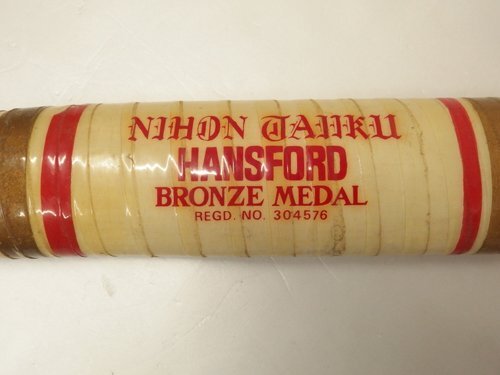 NIHON TAIIKU
HANSFORD
BRONZE MEDAL
REGD. NO. 304576